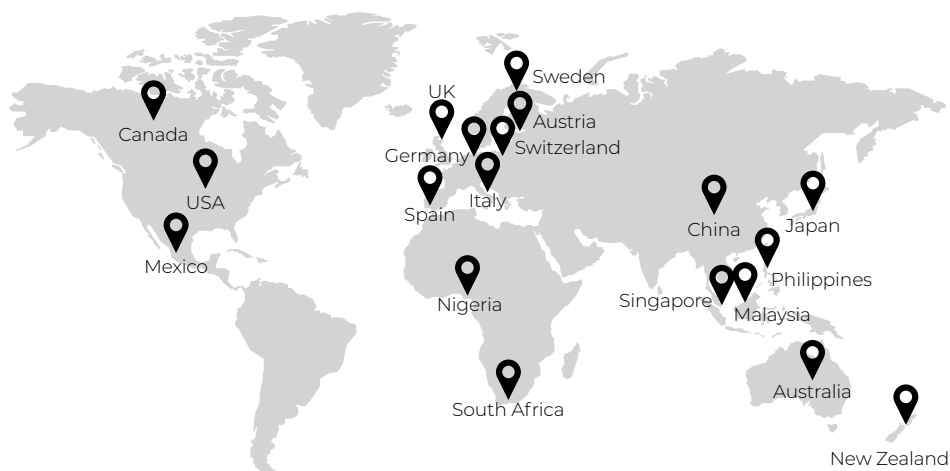 Sweden
UK
Austria
Canada
Switzerland
Germany
USA
Italy
Spain
Japan
China
Mexico
Philippines
Singapore
Nigeria
Malaysia
Australia
South Africa
New Zealand